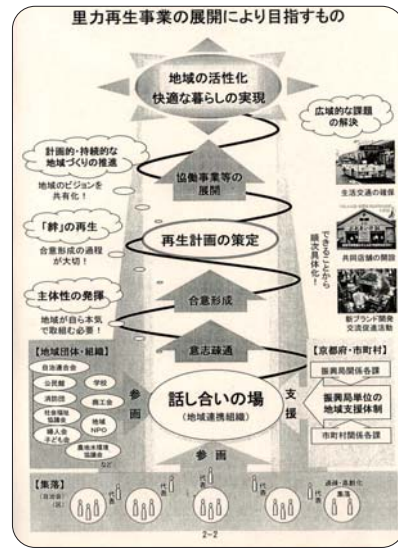 里力再生事業の展開により目指すもの
地域の活性化
快適な暮らしの実現
広域的な課題
の解決
計画的・持続的な
地域づくりの推進
地域のビジョンを
共有化！
協働事業等の
展開
生活交通の確保
「絆」の再生
合意形成の過程
が大切！
再生計画の策定
できることから
順次具体化！
共同店舗の開設
主体性の発揮
地域が自ら本気
で取組む必要！
合意形成
新ブランド開発
交流促進活動
意志疎通
【地域団体・組織】
自治連合会
公民館
学校
消防団
商工会
社会福祉
協議会
地域
NPO
婦人会
子ども会
農地水環境
協議会
など
参画
話し合いの場
（地域連携組織）
支援
【京都府・市町村】
振興局関係各課
振興局単位の
地域支援体制
市町村関係各課
参画
【集落】
（自治会）
（区）
代表
代表
代表
代表
代表
過疎・高齢化
集落
2-2